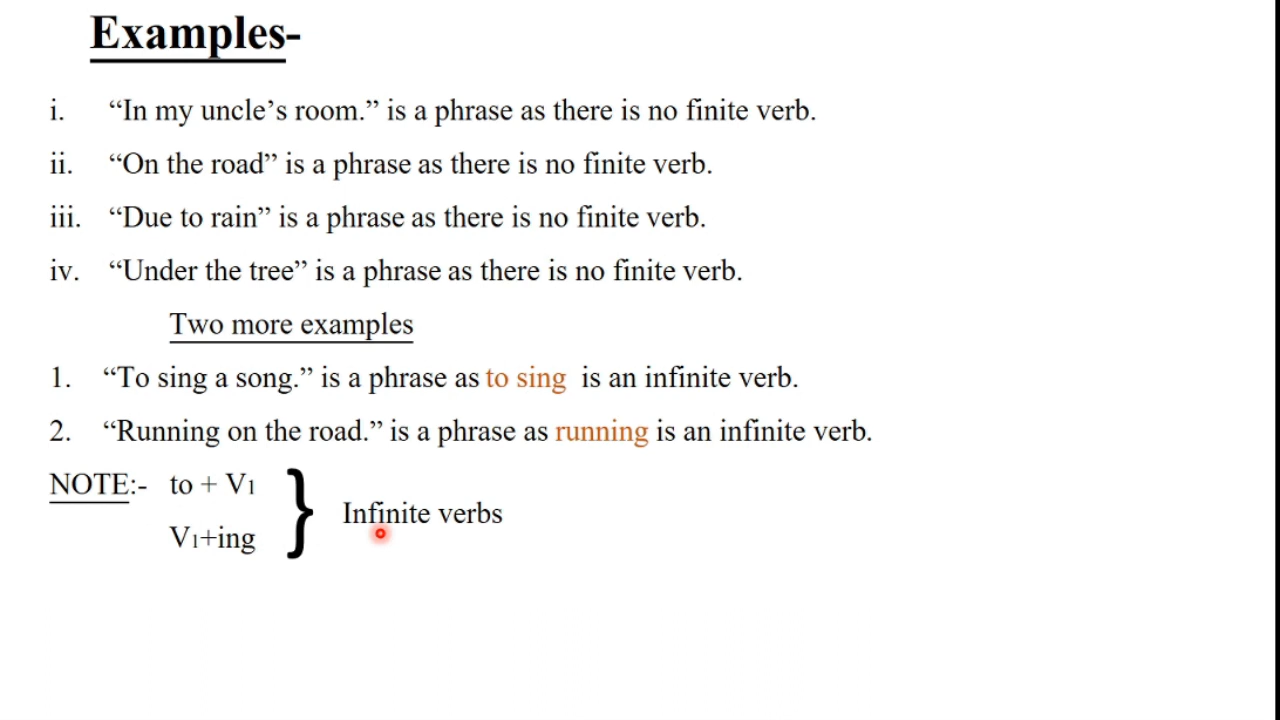 Examples-
i. “In my uncle’s room.” is a phrase as there is no finite verb.
ii. “On the road” is a phrase as there is no finite verb.
iii. “Due to rain” is a phrase as there is no finite verb.
iv. “Under the tree” is a phrase as there is no finite verb.
Two more examples
1. “To sing a song.” is a phrase as to sing is an infinite verb.
2. “Running on the road.” is a phrase as running is an infinite verb.
NOTE:- to + V1
V1+ing
} Infinite verbs